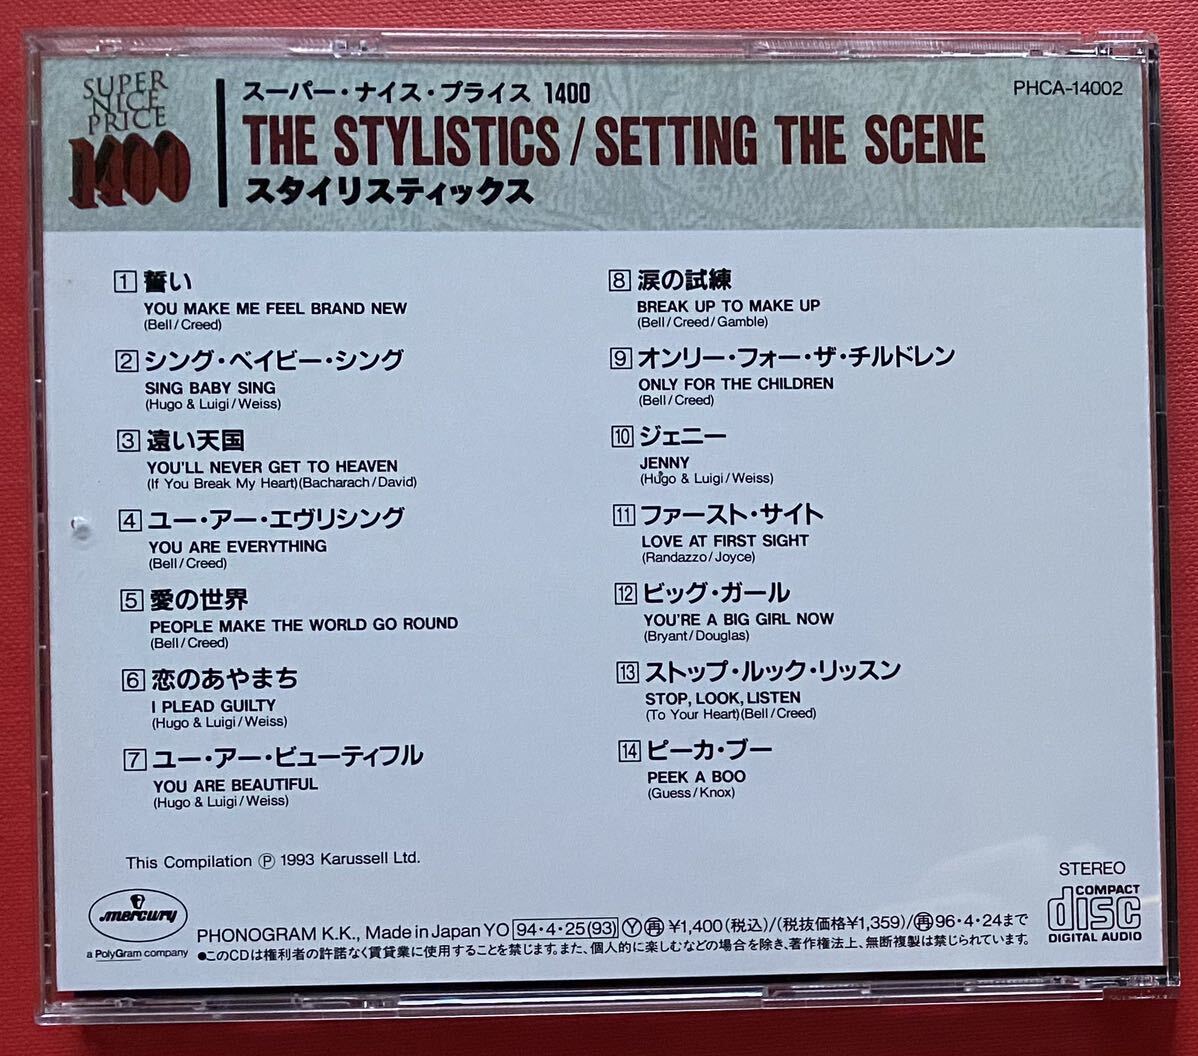 SUPER
NICE
PRICE
1400
スーパー・ナイス・プライス 1400
PHCA-14002
THE STYLISTICS / SETTING THE SCENE
スタイリスティックス
1 誓い
YOU MAKE ME FEEL BRAND NEW
(Bell/Creed)
2 シング・ベイビー・シング
SING BABY SING
(Hugo & Luigi/Weiss)
3 遠い天国
YOU'LL NEVER GET TO HEAVEN
(If You Break My Heart)(Bacharach/David)
4 ユー・アー・エヴリシング
YOU ARE EVERYTHING
(Bell/Creed)
5 愛の世界
PEOPLE MAKE THE WORLD GO ROUND
(Bell/Creed)
6 恋のあやまち
I PLEAD GUILTY
(Hugo & Luigi/Weiss)
7 ユー・アー・ビューティフル
YOU ARE BEAUTIFUL
(Hugo & Luigi/Weiss)
8 涙の試練
BREAK UP TO MAKE UP
(Bell/Creed/Gamble)
9 オンリー・フォー・ザ・チルドレン
ONLY FOR THE CHILDREN
(Bell/Creed)
10 ジェニー
JENNY
(Hugo & Luigi/Weiss)
11 ファースト・サイト
LOVE AT FIRST SIGHT
(Randazzo/Joyce)
12 ビッグ・ガール
YOU'RE A BIG GIRL NOW
(Bryant/Douglas)
13 ストップ・ルック・リッスン
STOP, LOOK, LISTEN
(To Your Heart)(Bell/Creed)
14 ピーカ・ブー
PEEK A BOO
(Guess/Knox)
This Compilation Ⓟ 1993 Karussell Ltd.
STEREO
COMPACT
disc
DIGITAL AUDIO
mercury
a PolyGram company
PHONOGRAM K.K., Made in Japan YO 94・4・25(93) Ⓨ再 ¥1,400(税込)/(税抜価格¥1,359)/再96・4・24まで
●このCDは権利者の許諾なく賃貸業に使用することを禁じます。また、個人的に楽しむなどの場合を除き、著作権法上、無断複製は禁じられています。